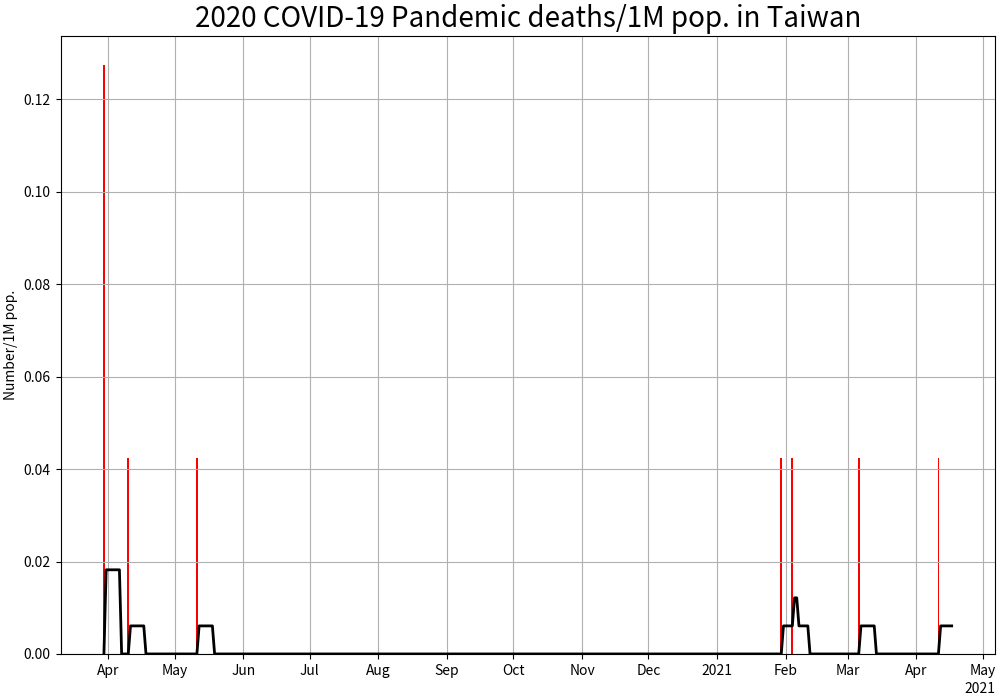 2020 COVID-19 Pandemic deaths/1M pop. in Taiwan
Number/1M pop.
0.12
0.10
0.08
0.06
0.04
0.02
0.00
Apr May Jun Jul Aug Sep Oct Nov Dec 2021 Feb Mar Apr May
2021